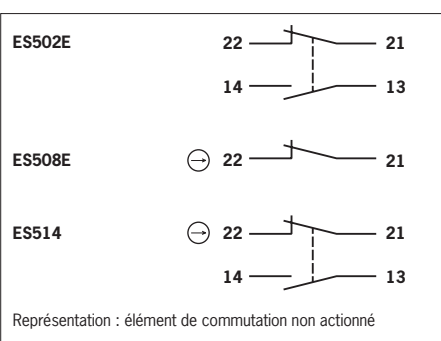 ES502E 22 21
14 13
ES508E 22 21
ES514 22 21
14 13
Représentation : élément de commutation non actionné